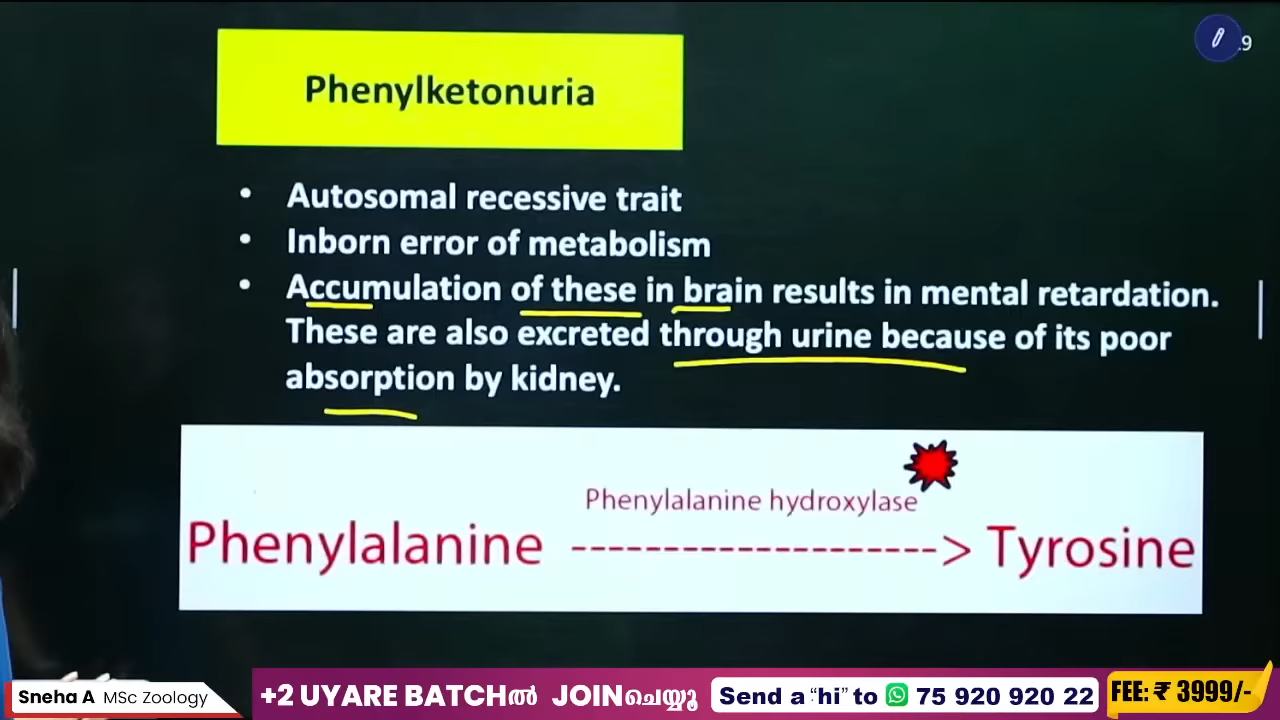 .9
Phenylketonuria
• Autosomal recessive trait
• Inborn error of metabolism
• Accumulation of these in brain results in mental retardation.
These are also excreted through urine because of its poor
absorption by kidney.
Phenylalanine hydroxylase
Phenylalanine --------------------> Tyrosine
Sneha A MSc Zoology
+2 UYARE BATCHൽ JOINചെയ്യൂ
Send a “hi” to 75 920 920 22
FEE: ₹ 3999/-